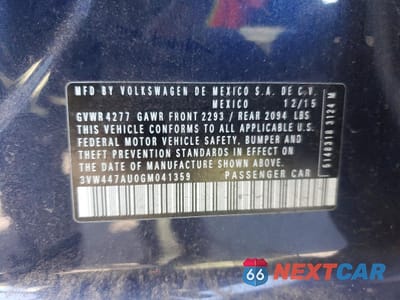 MFD BY VOLKSWAGEN DE MEXICO S.A. DE C.V.
MEXICO 12/15
GVWR 4277 GAWR FRONT 2293 / REAR 2094 LBS
THIS VEHICLE CONFORMS TO ALL APPLICABLE U.S.
FEDERAL MOTOR VEHICLE SAFETY, BUMPER AND
THEFT PREVENTION STANDARDS IN EFFECT ON THE
DATE OF MANUFACTURE SHOWN ABOVE.
3VW447AU0GM041359 PASSENGER CAR
5140318 3124 M
66 NEXTCAR